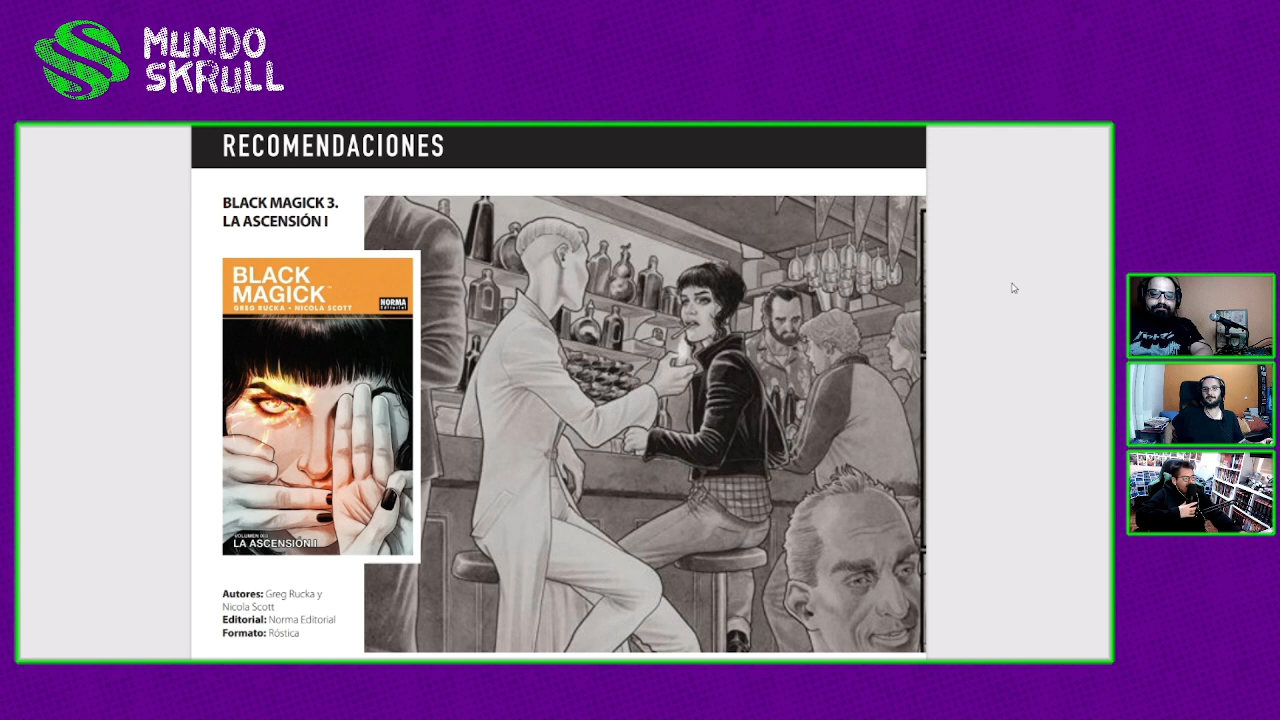 MUNDO
SKRULL
RECOMENDACIONES
BLACK MAGICK 3.
LA ASCENSIÓN I
BLACK
MAGICK
NORMA
Editorial
GREG RUCKA • NICOLA SCOTT
LA ASCENSIÓN I
Autores: Greg Rucka y
Nicola Scott
Editorial: Norma Editorial
Formato: Rústica